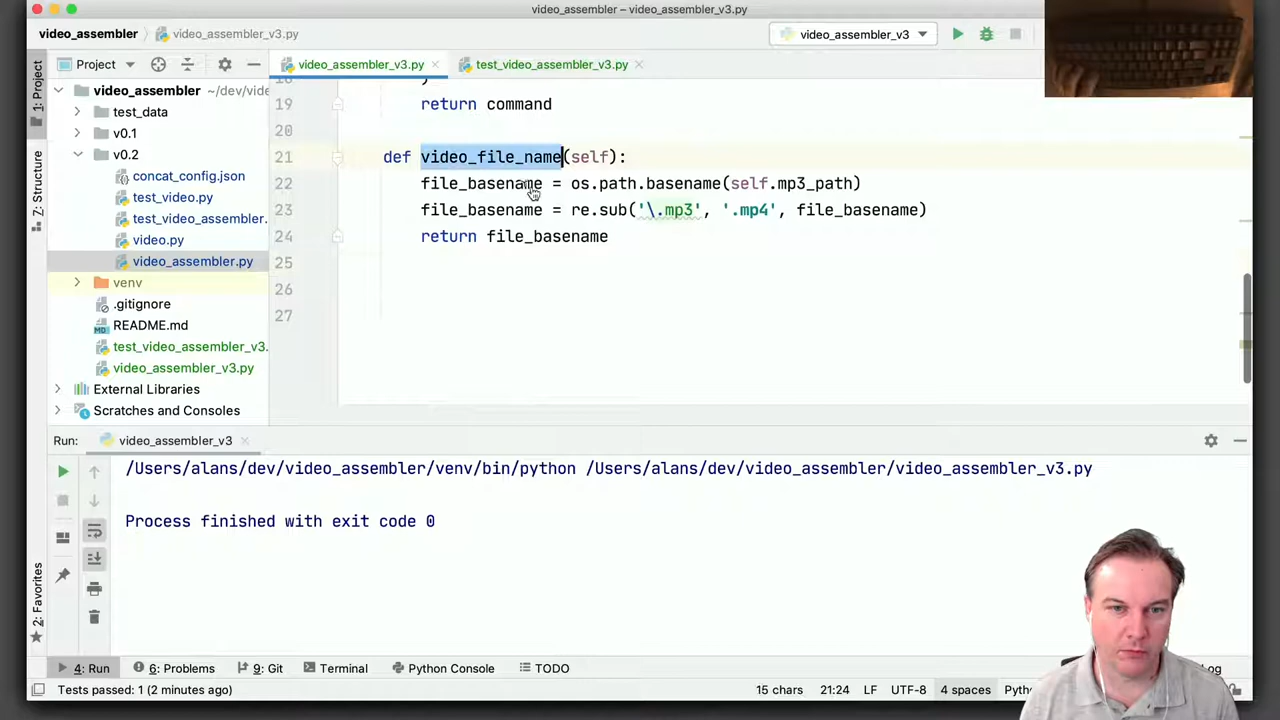 video_assembler – video_assembler_v3.py
video_assembler
video_assembler_v3.py
video_assembler_v3
1: Project
Project
video_assembler_v3.py
test_video_assembler_v3.py
video_assembler ~/dev/vide
test_data
v0.1
v0.2
concat_config.json
test_video.py
test_video_assembler.
video.py
video_assembler.py
venv
.gitignore
README.md
test_video_assembler_v3.
video_assembler_v3.py
External Libraries
Scratches and Consoles
7: Structure
2: Favorites
)
19 return command
20
21 def video_file_name(self):
22 file_basename = os.path.basename(self.mp3_path)
23 file_basename = re.sub('\.mp3', '.mp4', file_basename)
24 return file_basename
25
26
27
Run: video_assembler_v3
/Users/alans/dev/video_assembler/venv/bin/python /Users/alans/dev/video_assembler/video_assembler_v3.py
Process finished with exit code 0
4: Run
6: Problems
9: Git
Terminal
Python Console
TODO
Log
Tests passed: 1 (2 minutes ago)
15 chars
21:24
LF
UTF-8
4 spaces